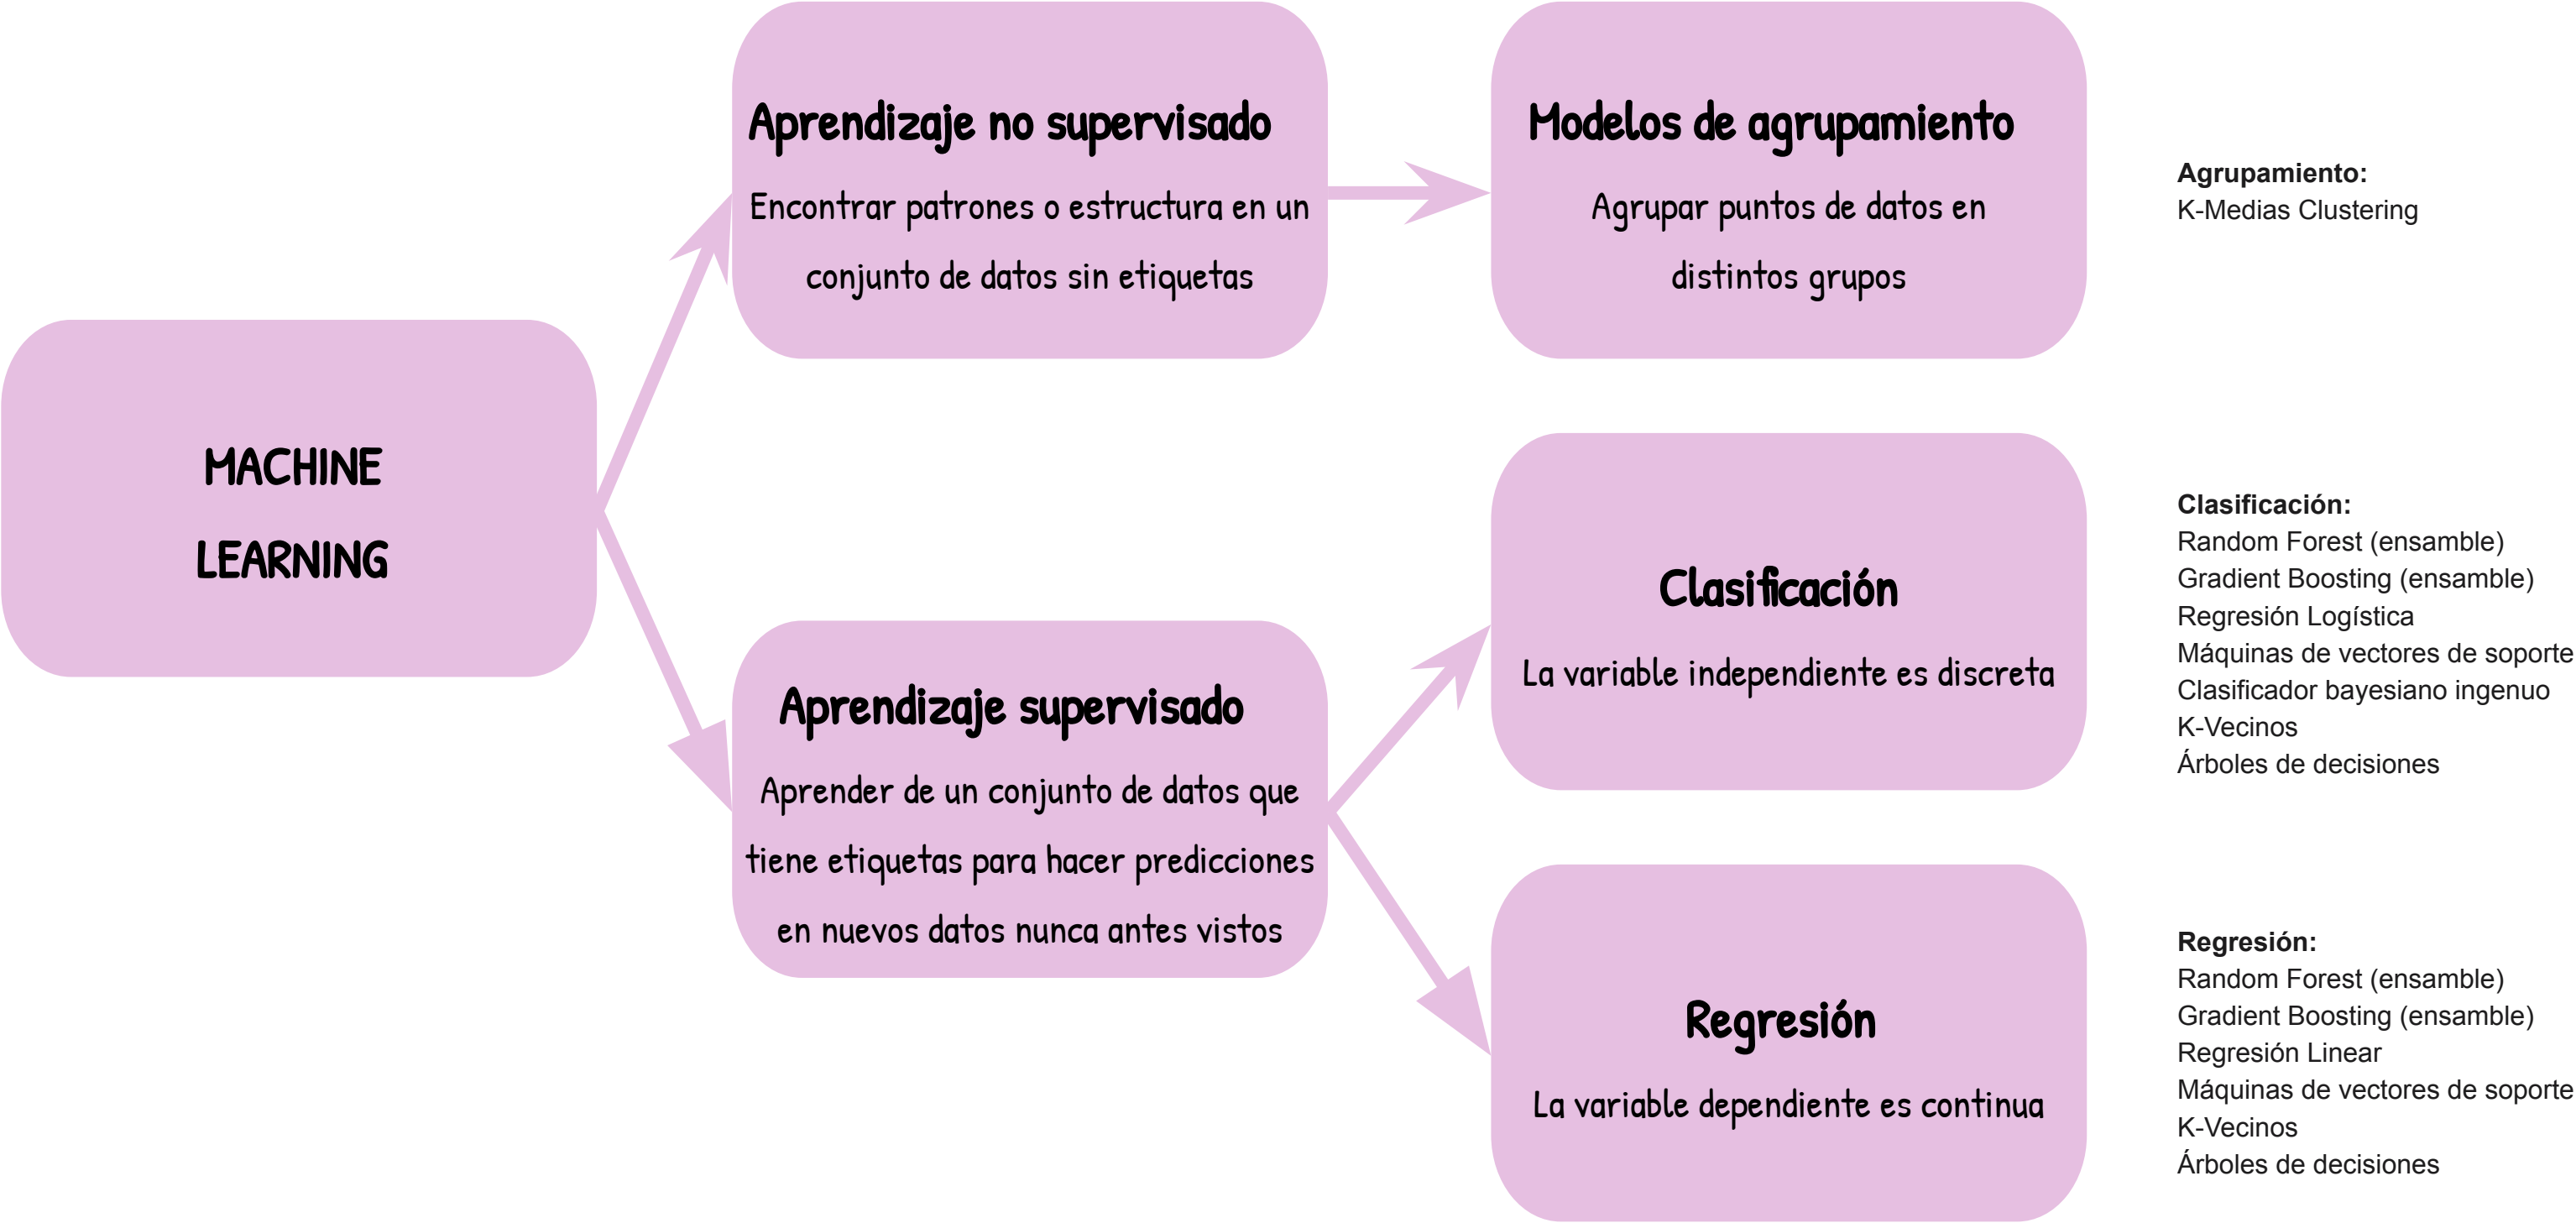 MACHINE
LEARNING
Aprendizaje no supervisado
Encontrar patrones o estructura en un
conjunto de datos sin etiquetas
Modelos de agrupamiento
Agrupar puntos de datos en
distintos grupos
Agrupamiento:
K-Medias Clustering
Aprendizaje supervisado
Aprender de un conjunto de datos que
tiene etiquetas para hacer predicciones
en nuevos datos nunca antes vistos
Clasificación
La variable independiente es discreta
Clasificación:
Random Forest (ensamble)
Gradient Boosting (ensamble)
Regresión Logística
Máquinas de vectores de soporte
Clasificador bayesiano ingenuo
K-Vecinos
Árboles de decisiones
Regresión
La variable dependiente es continua
Regresión:
Random Forest (ensamble)
Gradient Boosting (ensamble)
Regresión Linear
Máquinas de vectores de soporte
K-Vecinos
Árboles de decisiones